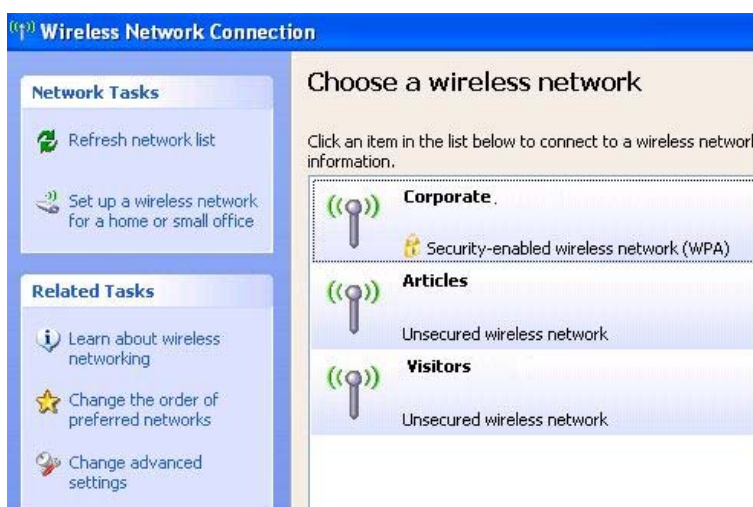 Wireless Network Connection
Network Tasks
Refresh network list
Set up a wireless network
for a home or small office
Related Tasks
Learn about wireless
networking
Change the order of
preferred networks
Change advanced
settings
Choose a wireless network
Click an item in the list below to connect to a wireless network
information.
Corporate.
Security-enabled wireless network (WPA)
Articles
Unsecured wireless network
Visitors
Unsecured wireless network